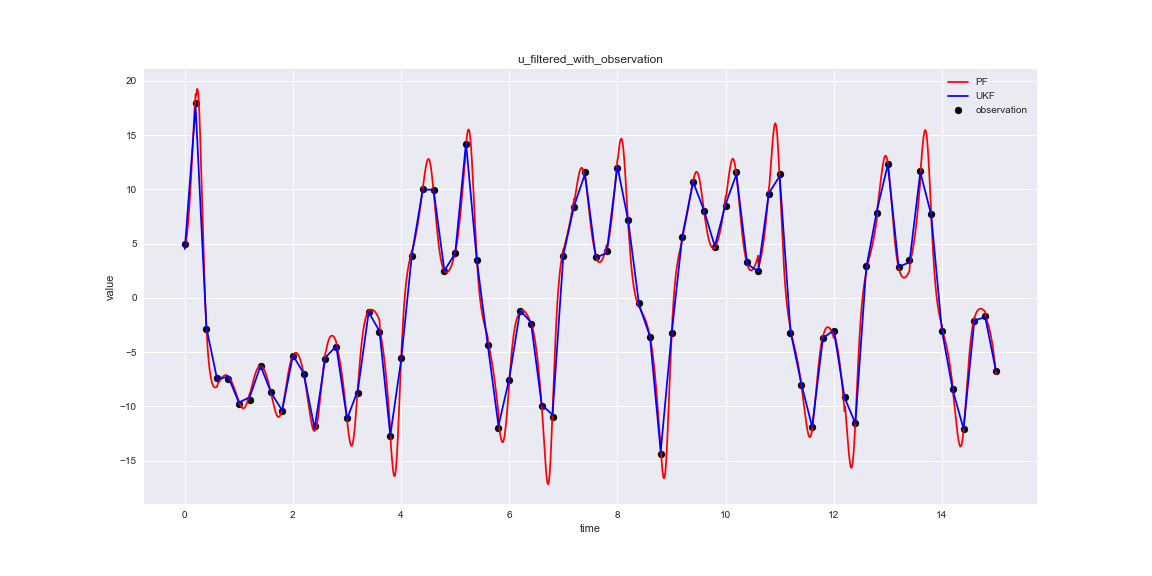 u_filtered_with_observation
PF
UKF
observation
value
20
15
10
5
0
−5
−10
−15
0 2 4 6 8 10 12 14
time